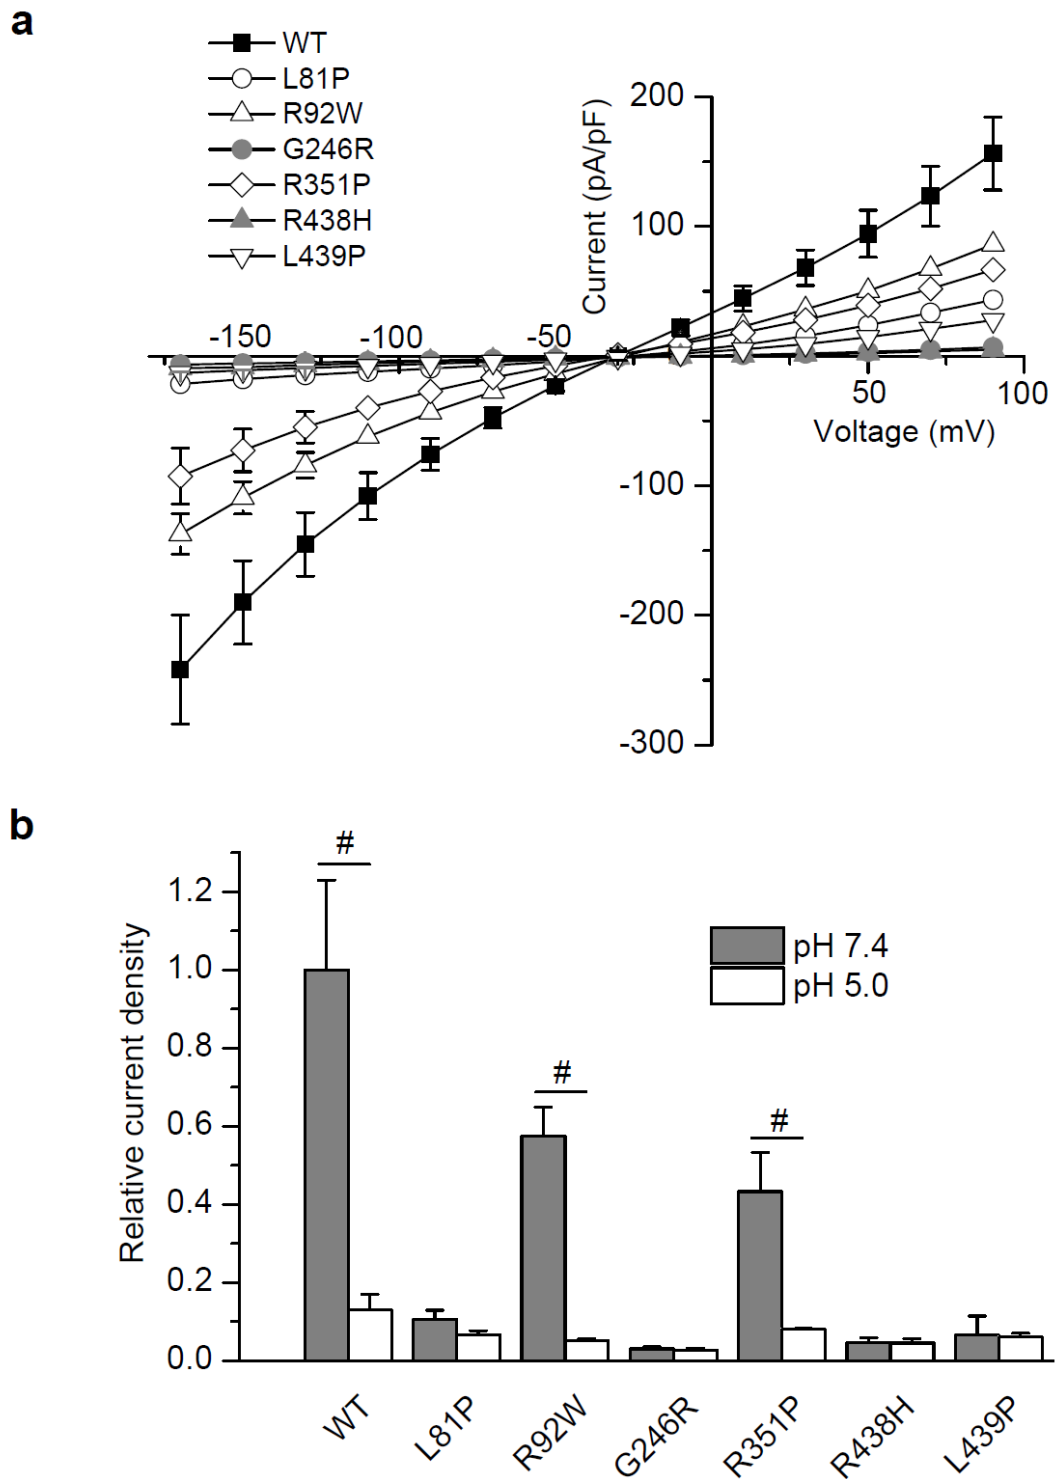 a
WT
L81P
R92W
G246R
R351P
R438H
L439P
Current (pA/pF)
200
100
-150 -100 -50
50 100
Voltage (mV)
-100
-200
-300
b
Relative current density
1.2
1.0
0.8
0.6
0.4
0.2
0.0
# # #
pH 7.4
pH 5.0
WT L81P R92W G246R R351P R438H L439P